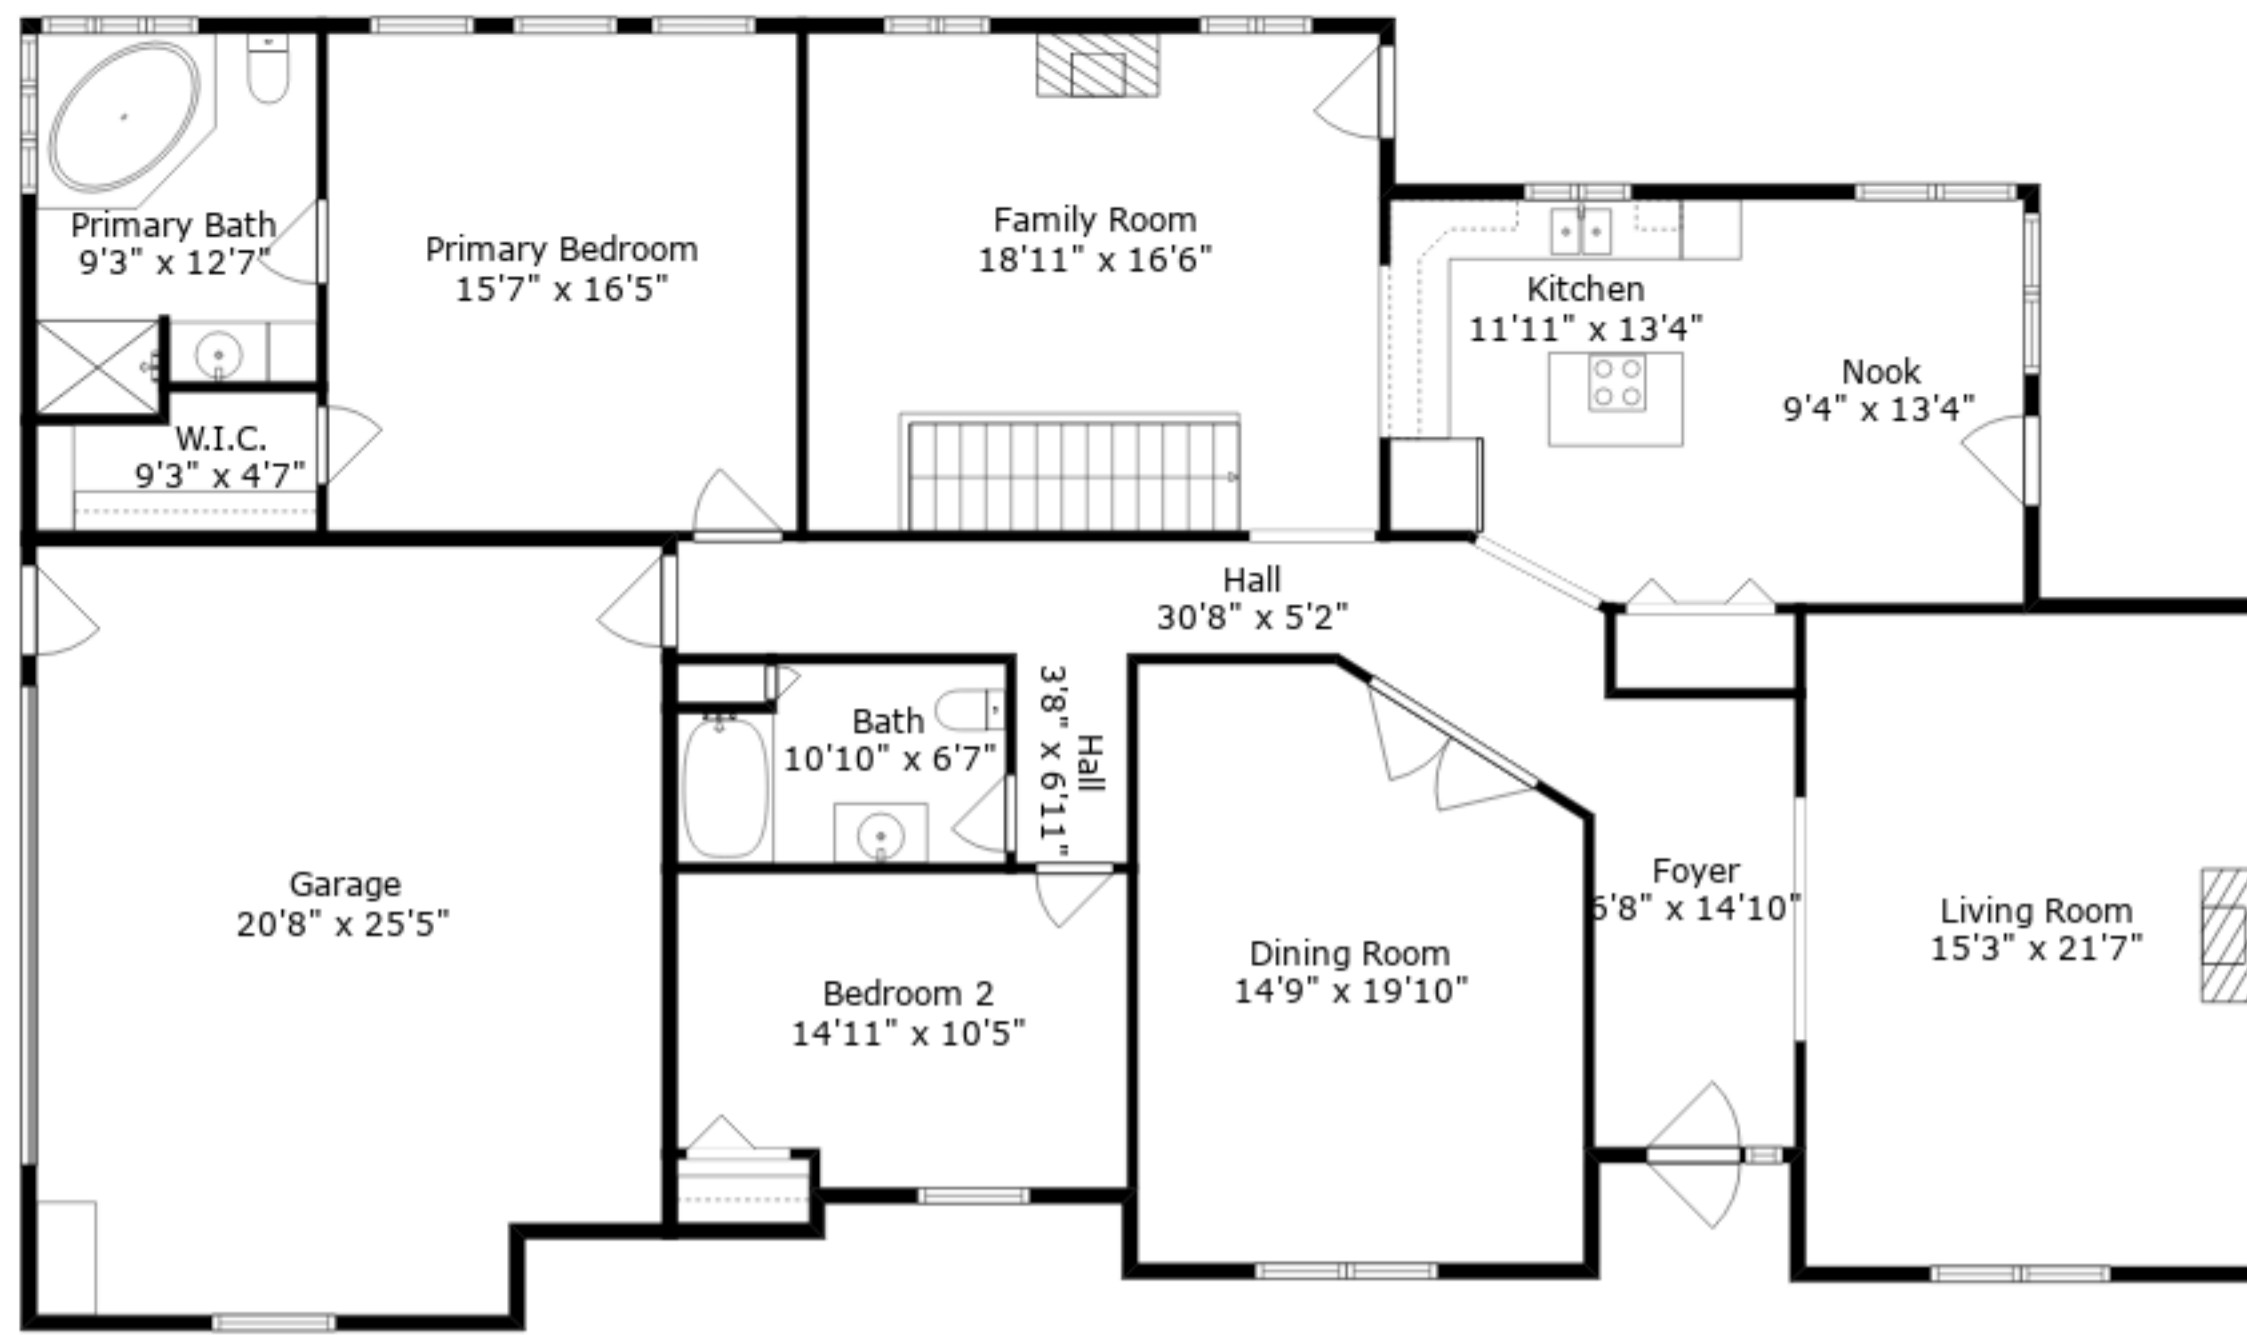 Primary Bath
9'3" x 12'7"
Primary Bedroom
15'7" x 16'5"
Family Room
18'11" x 16'6"
Kitchen
11'11" x 13'4"
Nook
9'4" x 13'4"
W.I.C.
9'3" x 4'7"
Hall
30'8" x 5'2"
Bath
10'10" x 6'7"
Hall
3'8" x 6'11"
Garage
20'8" x 25'5"
Bedroom 2
14'11" x 10'5"
Dining Room
14'9" x 19'10"
Foyer
6'8" x 14'10"
Living Room
15'3" x 21'7"